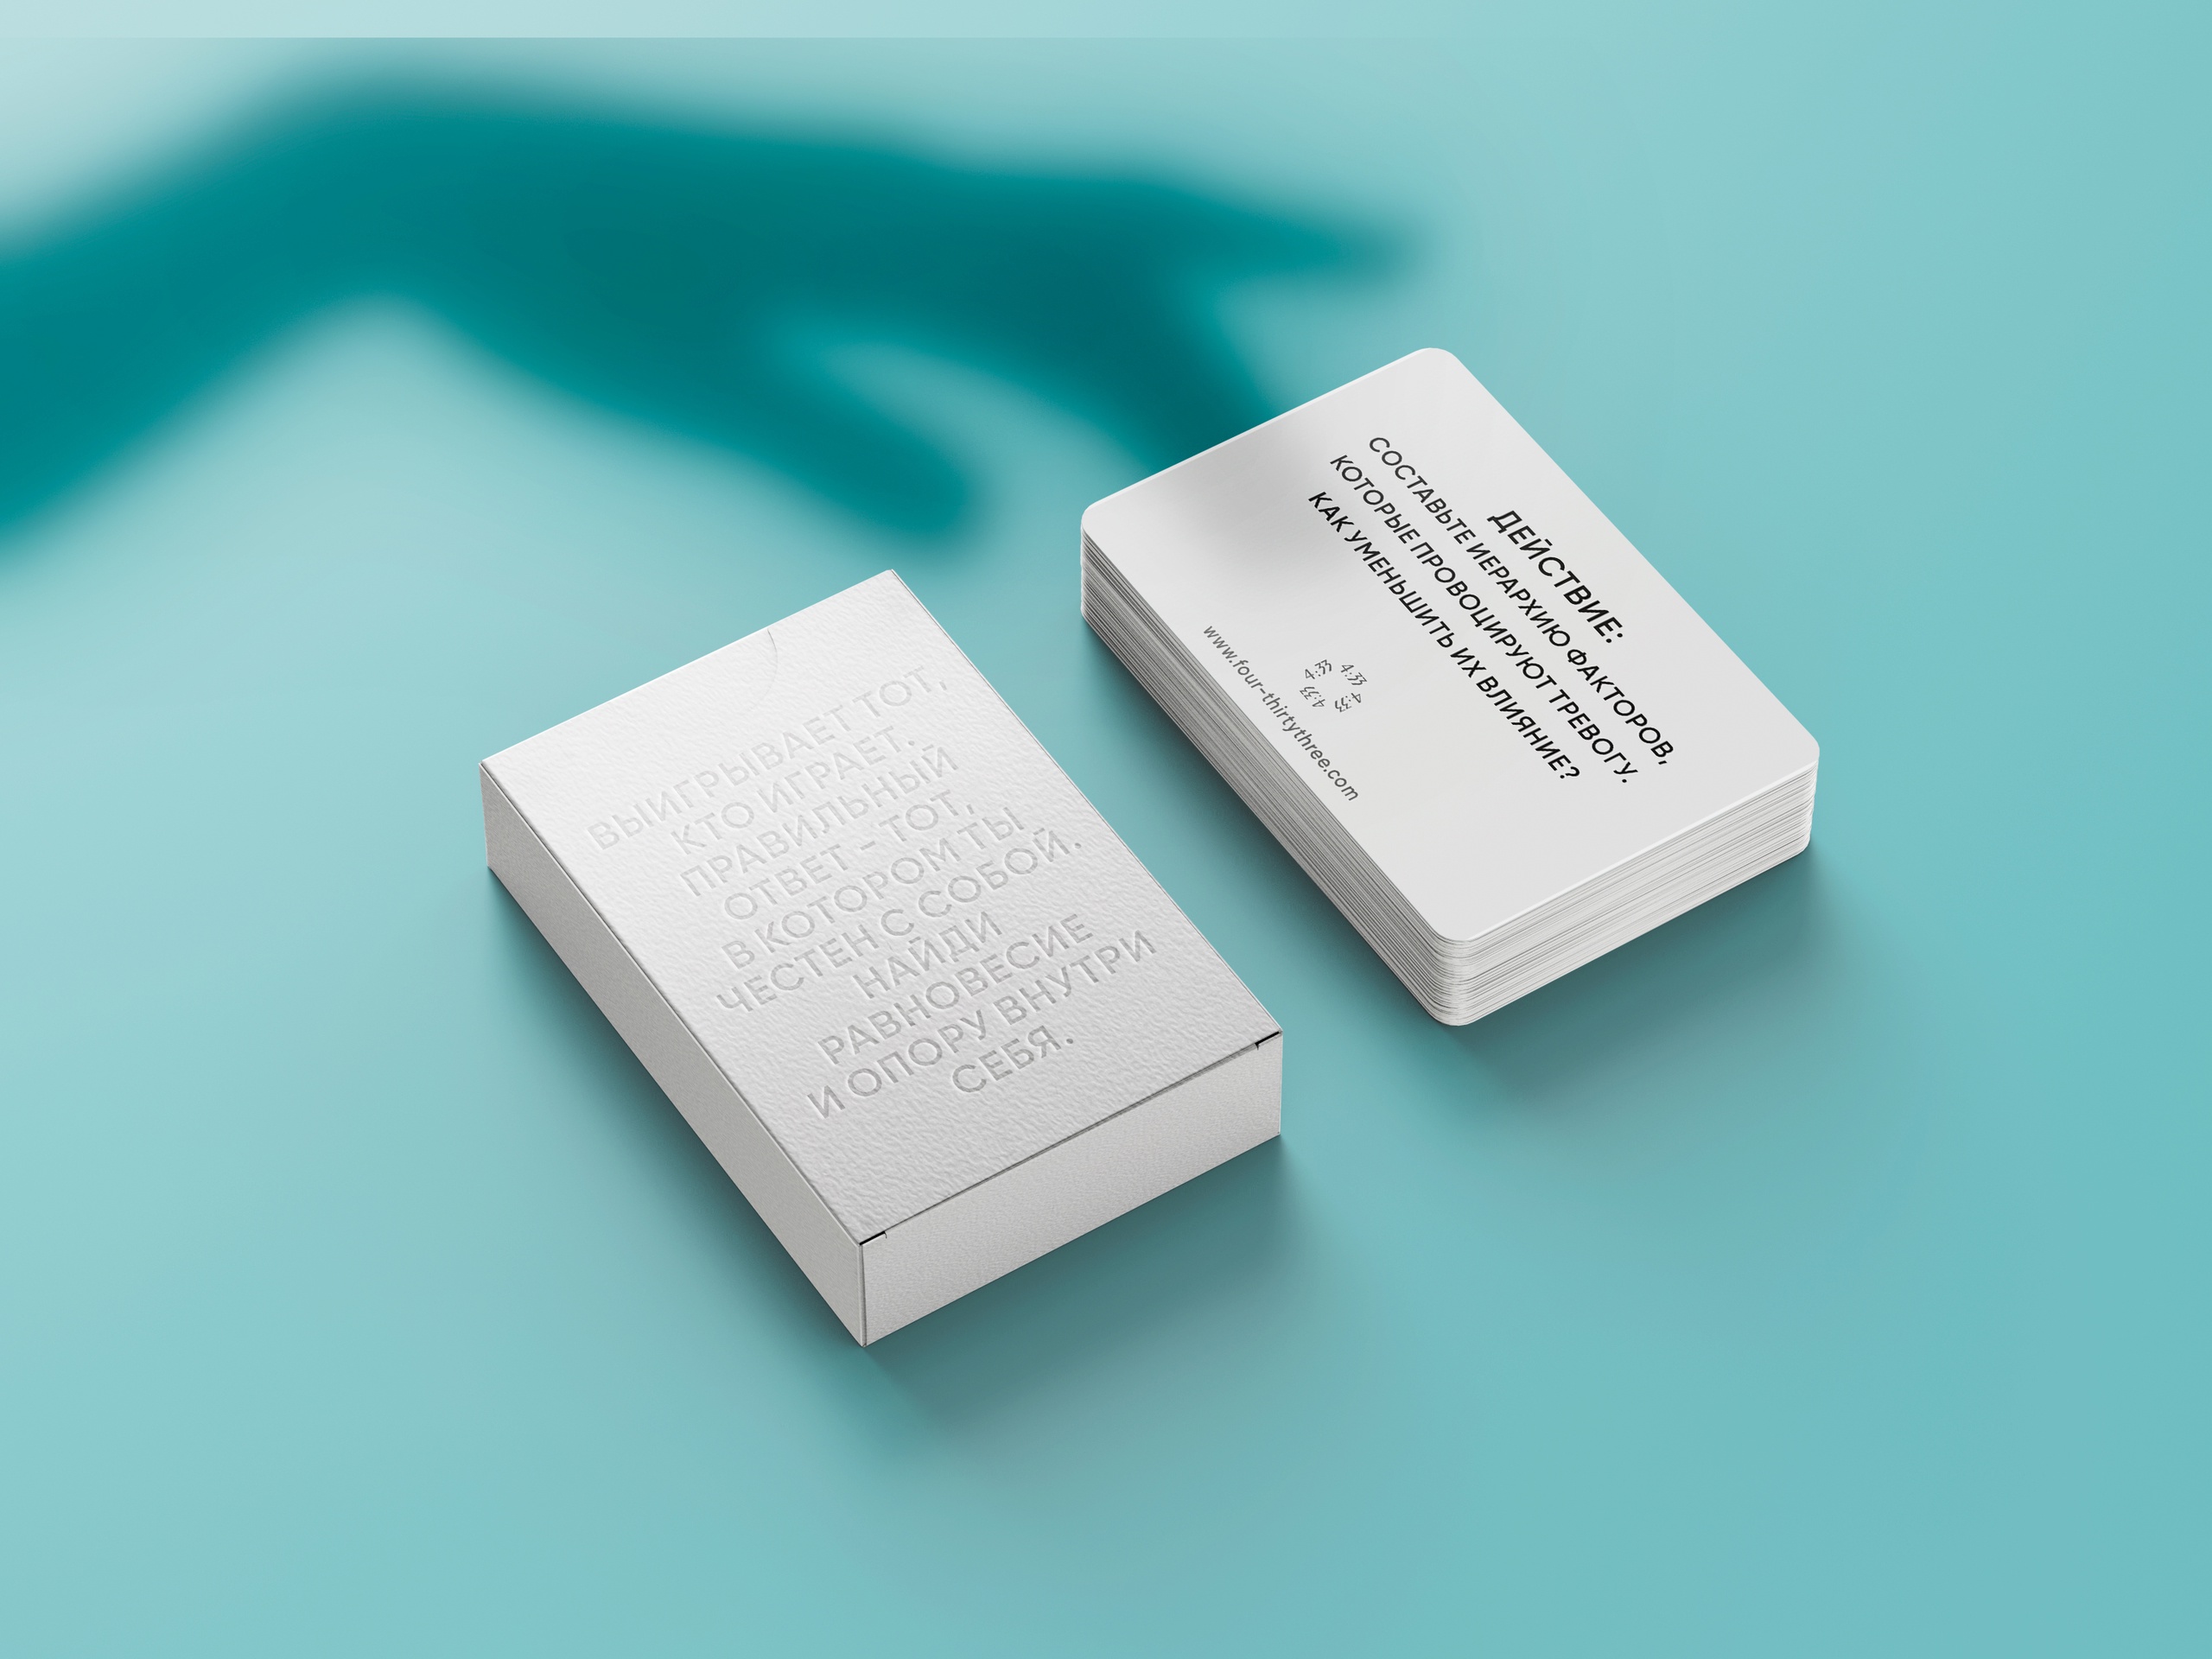 ВЫИГРЫВАЕТ ТОТ,
КТО ИГРАЕТ.
ПРАВИЛЬНЫЙ
ОТВЕТ - ТОТ,
В КОТОРОМ ТЫ
ЧЕСТЕН С СОБОЙ.
НАЙДИ
РАВНОВЕСИЕ
И ОПОРУ ВНУТРИ
СЕБЯ.
ДЕЙСТВИЕ:
СОСТАВЬТЕ ИЕРАРХИЮ ФАКТОРОВ,
КОТОРЫЕ ПРОВОЦИРУЮТ ТРЕВОГУ.
КАК УМЕНЬШИТЬ ИХ ВЛИЯНИЕ?
4:33 4:33
4:33 4:33
www.four-thirtythree.com